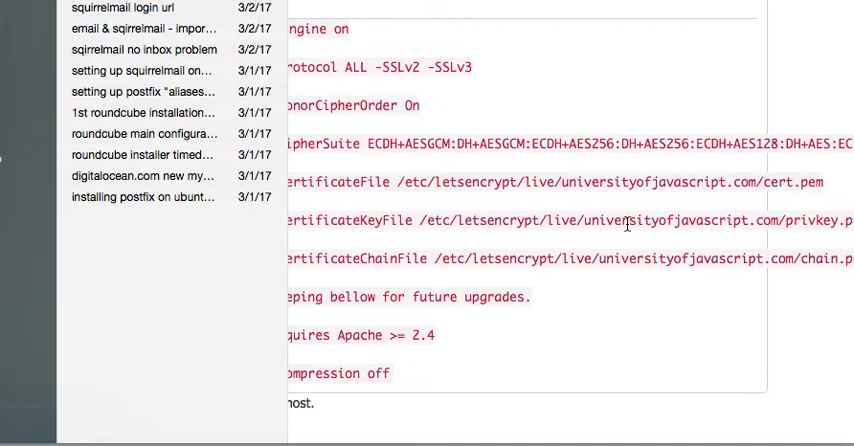 squirrelmail login url 3/2/17
email & sqirrelmail - impor... 3/2/17
sqirrelmail no inbox problem 3/2/17
setting up squirrelmail on... 3/1/17
setting up postfix "aliases... 3/1/17
1st roundcube installation... 3/1/17
roundcube main configura... 3/1/17
roundcube installer timed... 3/1/17
digitalocean.com new my... 3/1/17
installing postfix on ubunt... 3/1/17
ngine on
rotocol ALL -SSLv2 -SSLv3
onorCipherOrder On
ipherSuite ECDH+AESGCM:DH+AESGCM:ECDH+AES256:DH+AES256:ECDH+AES128:DH+AES:EC
ertificateFile /etc/letsencrypt/live/universityofjavascript.com/cert.pem
ertificateKeyFile /etc/letsencrypt/live/universityofjavascript.com/privkey.p
ertificateChainFile /etc/letsencrypt/live/universityofjavascript.com/chain.p
eping bellow for future upgrades.
quires Apache >= 2.4
ompression off
host.